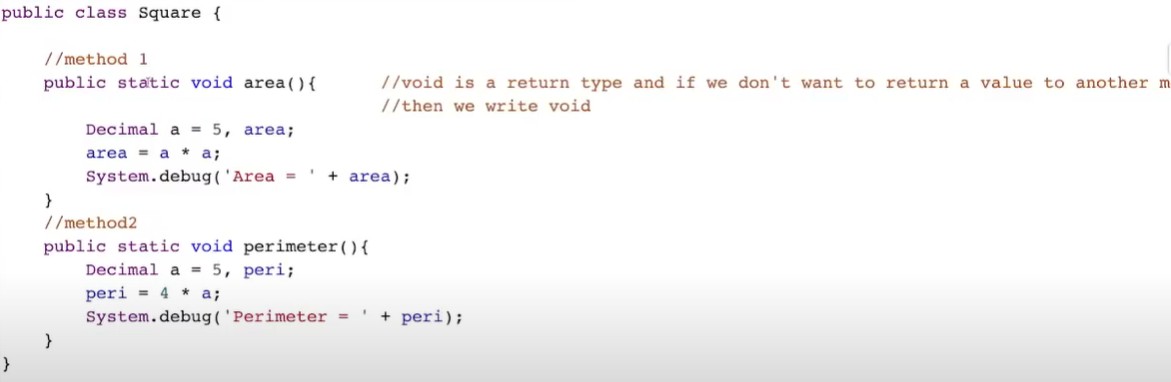 public class Square {
//method 1
public static void area(){ //void is a return type and if we don't want to return a value to another m
//then we write void
Decimal a = 5, area;
area = a * a;
System.debug('Area = ' + area);
}
//method2
public static void perimeter(){
Decimal a = 5, peri;
peri = 4 * a;
System.debug('Perimeter = ' + peri);
}
}